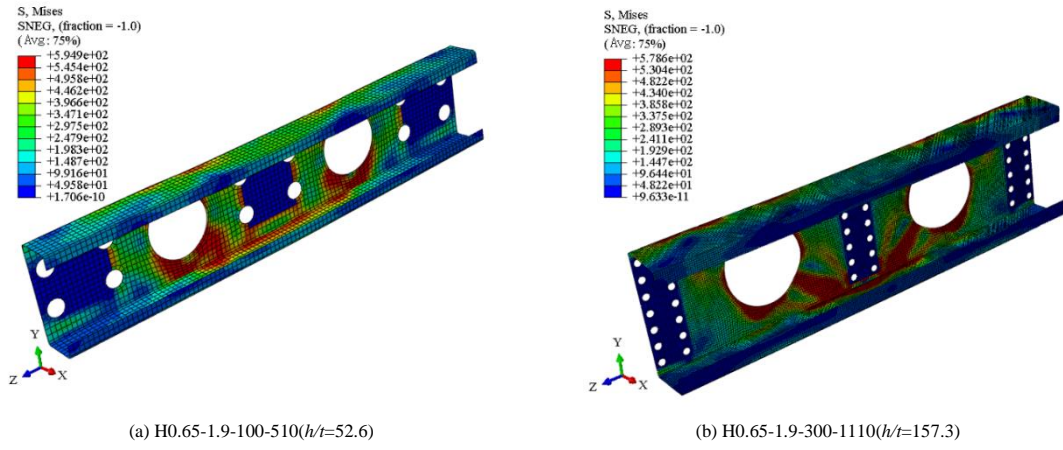 S, Mises
SNEG, (fraction = -1.0)
(Avg: 75%)
+5.949e+02
+5.454e+02
+4.958e+02
+4.462e+02
+3.966e+02
+3.471e+02
+2.975e+02
+2.479e+02
+1.983e+02
+1.487e+02
+9.916e+01
+4.958e+01
+1.706e-10
Y
Z
X
(a) H0.65-1.9-100-510(h/t=52.6)
S, Mises
SNEG, (fraction = -1.0)
(Avg: 75%)
+5.786e+02
+5.304e+02
+4.822e+02
+4.340e+02
+3.858e+02
+3.375e+02
+2.893e+02
+2.411e+02
+1.929e+02
+1.447e+02
+9.644e+01
+4.822e+01
+9.633e-11
Y
Z
X
(b) H0.65-1.9-300-1110(h/t=157.3)